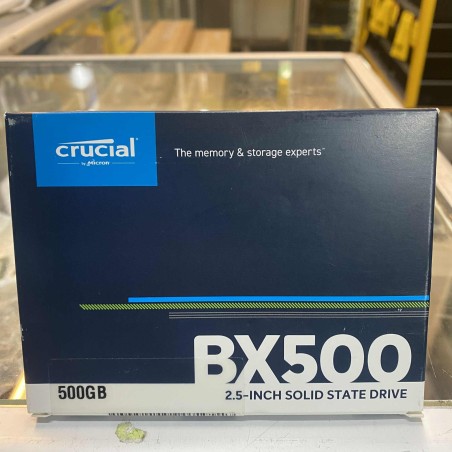 crucial
by Micron
The memory & storage experts™
BX500
500GB
2.5-INCH SOLID STATE DRIVE